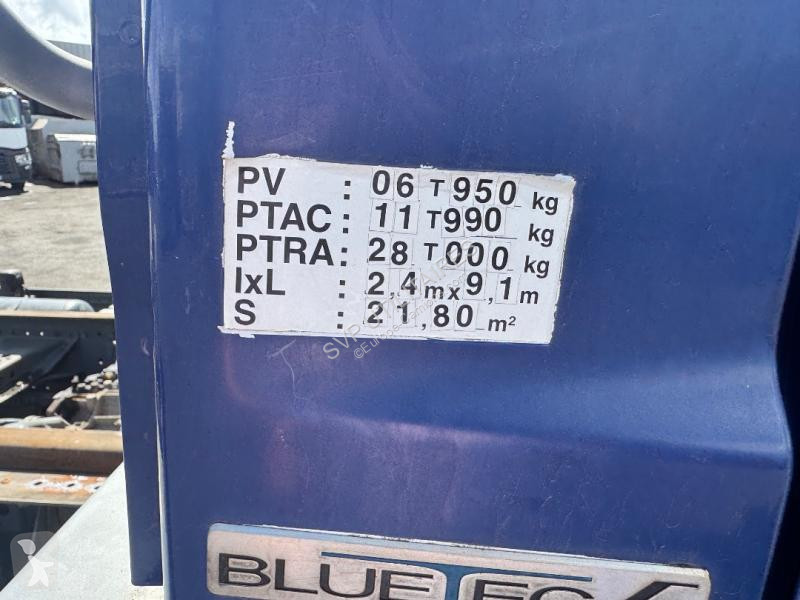 PV : 06 T 950 kg
PTAC : 11 T 990 kg
PTRA : 28 T 000 kg
IxL : 2,4 m x 9,1 m
S : 21,80 m²
BLUETEC